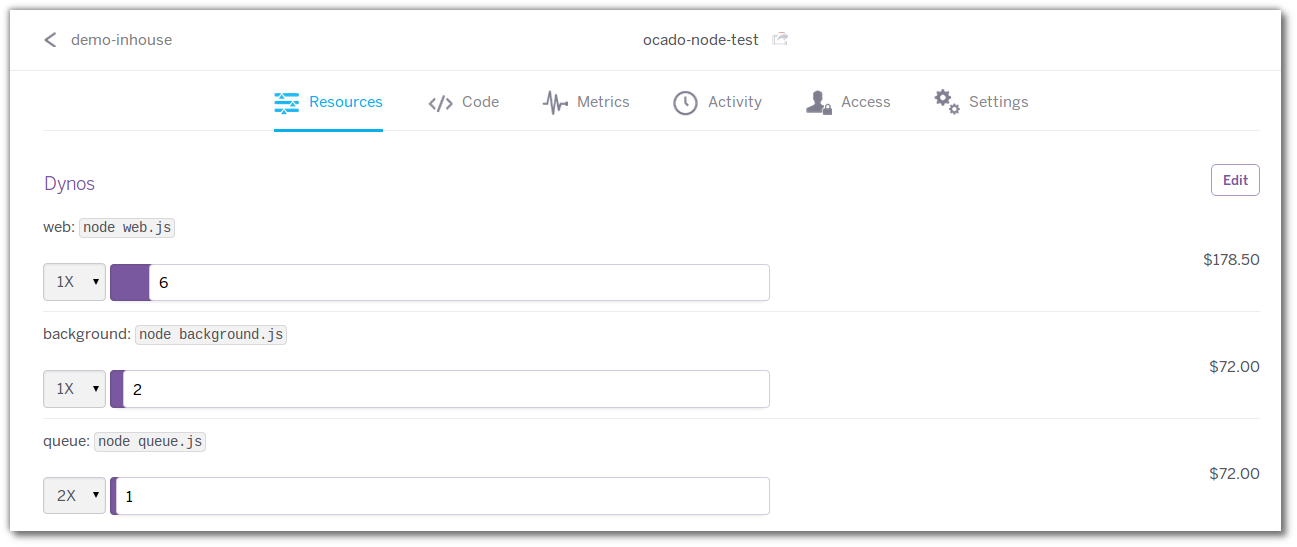 demo-inhouse ocado-node-test
Resources Code Metrics Activity Access Settings
Dynos Edit
web: node web.js
$178.50
1X 6
background: node background.js
$72.00
1X 2
queue: node queue.js
$72.00
2X 1